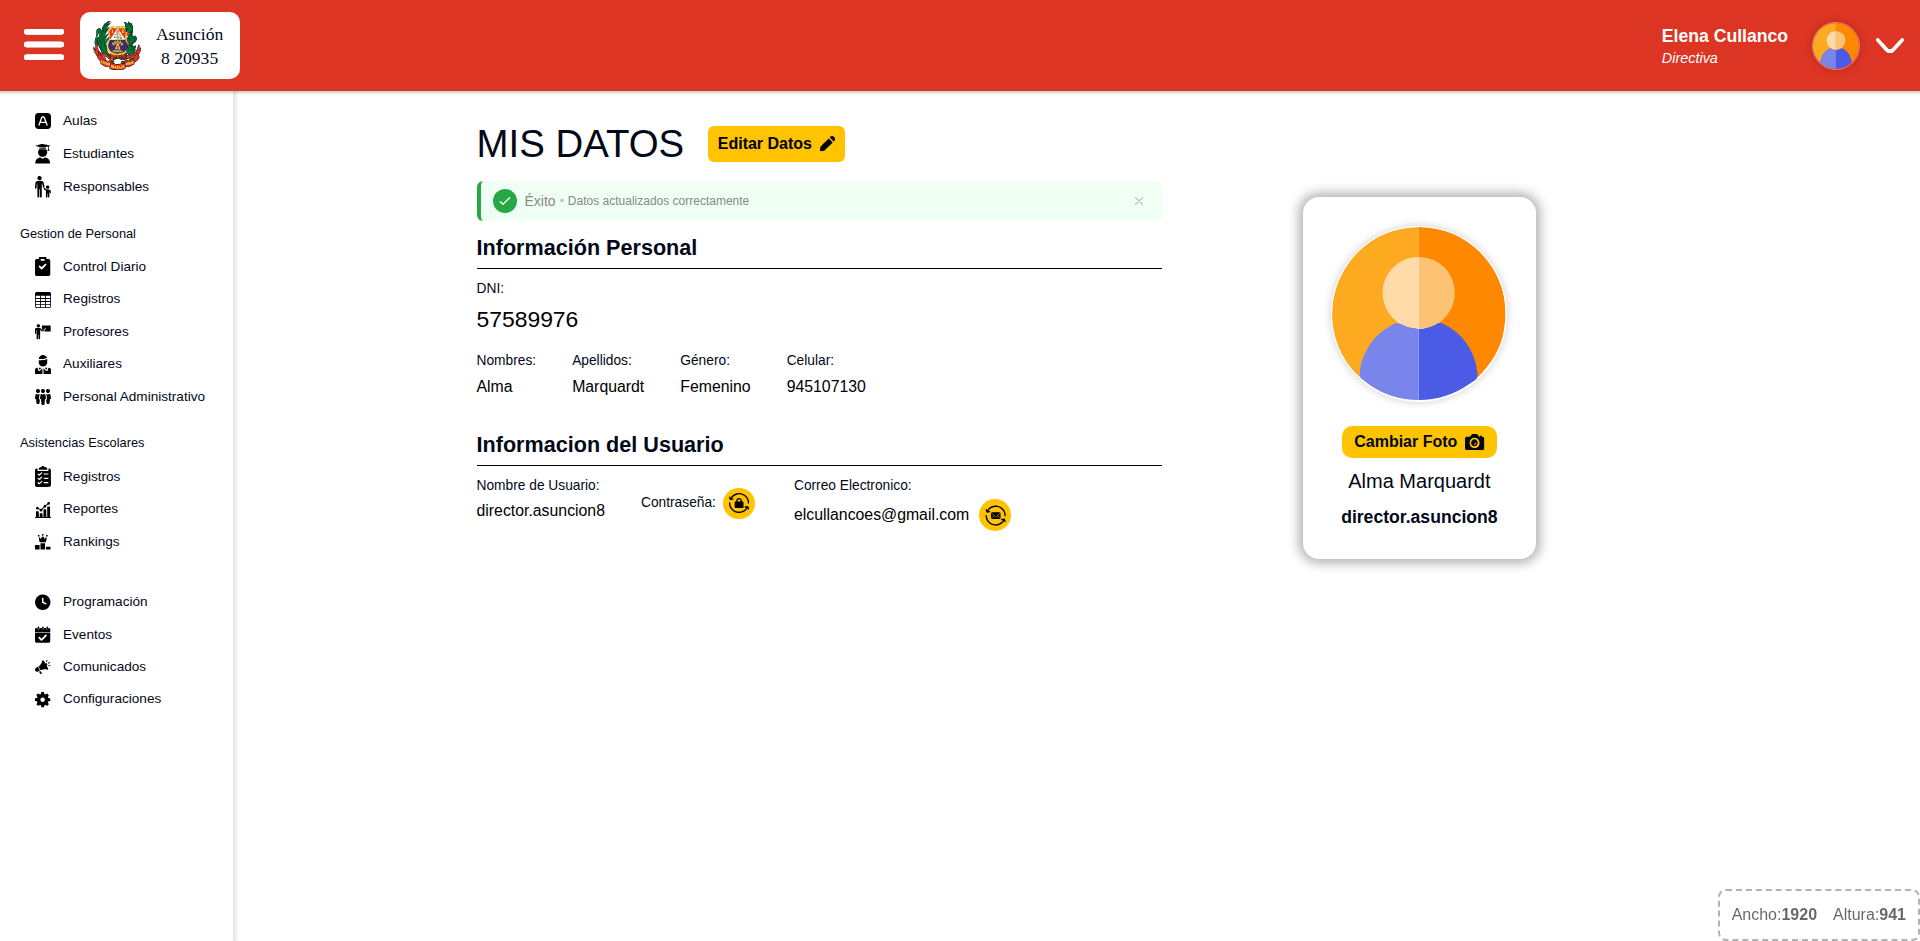 Asunción
8 20935
Elena Cullanco
Directiva
Aulas
Estudiantes
Responsables
Gestion de Personal
Control Diario
Registros
Profesores
Auxiliares
Personal Administrativo
Asistencias Escolares
Registros
Reportes
Rankings
Programación
Eventos
Comunicados
Configuraciones
MIS DATOS
Editar Datos
Éxito • Datos actualizados correctamente
Información Personal
DNI:
57589976
Nombres: Apellidos: Género: Celular:
Alma Marquardt Femenino 945107130
Informacion del Usuario
Nombre de Usuario: Contraseña: Correo Electronico:
director.asuncion8 elcullancoes@gmail.com
Cambiar Foto
Alma Marquardt
director.asuncion8
Ancho:1920 Altura:941